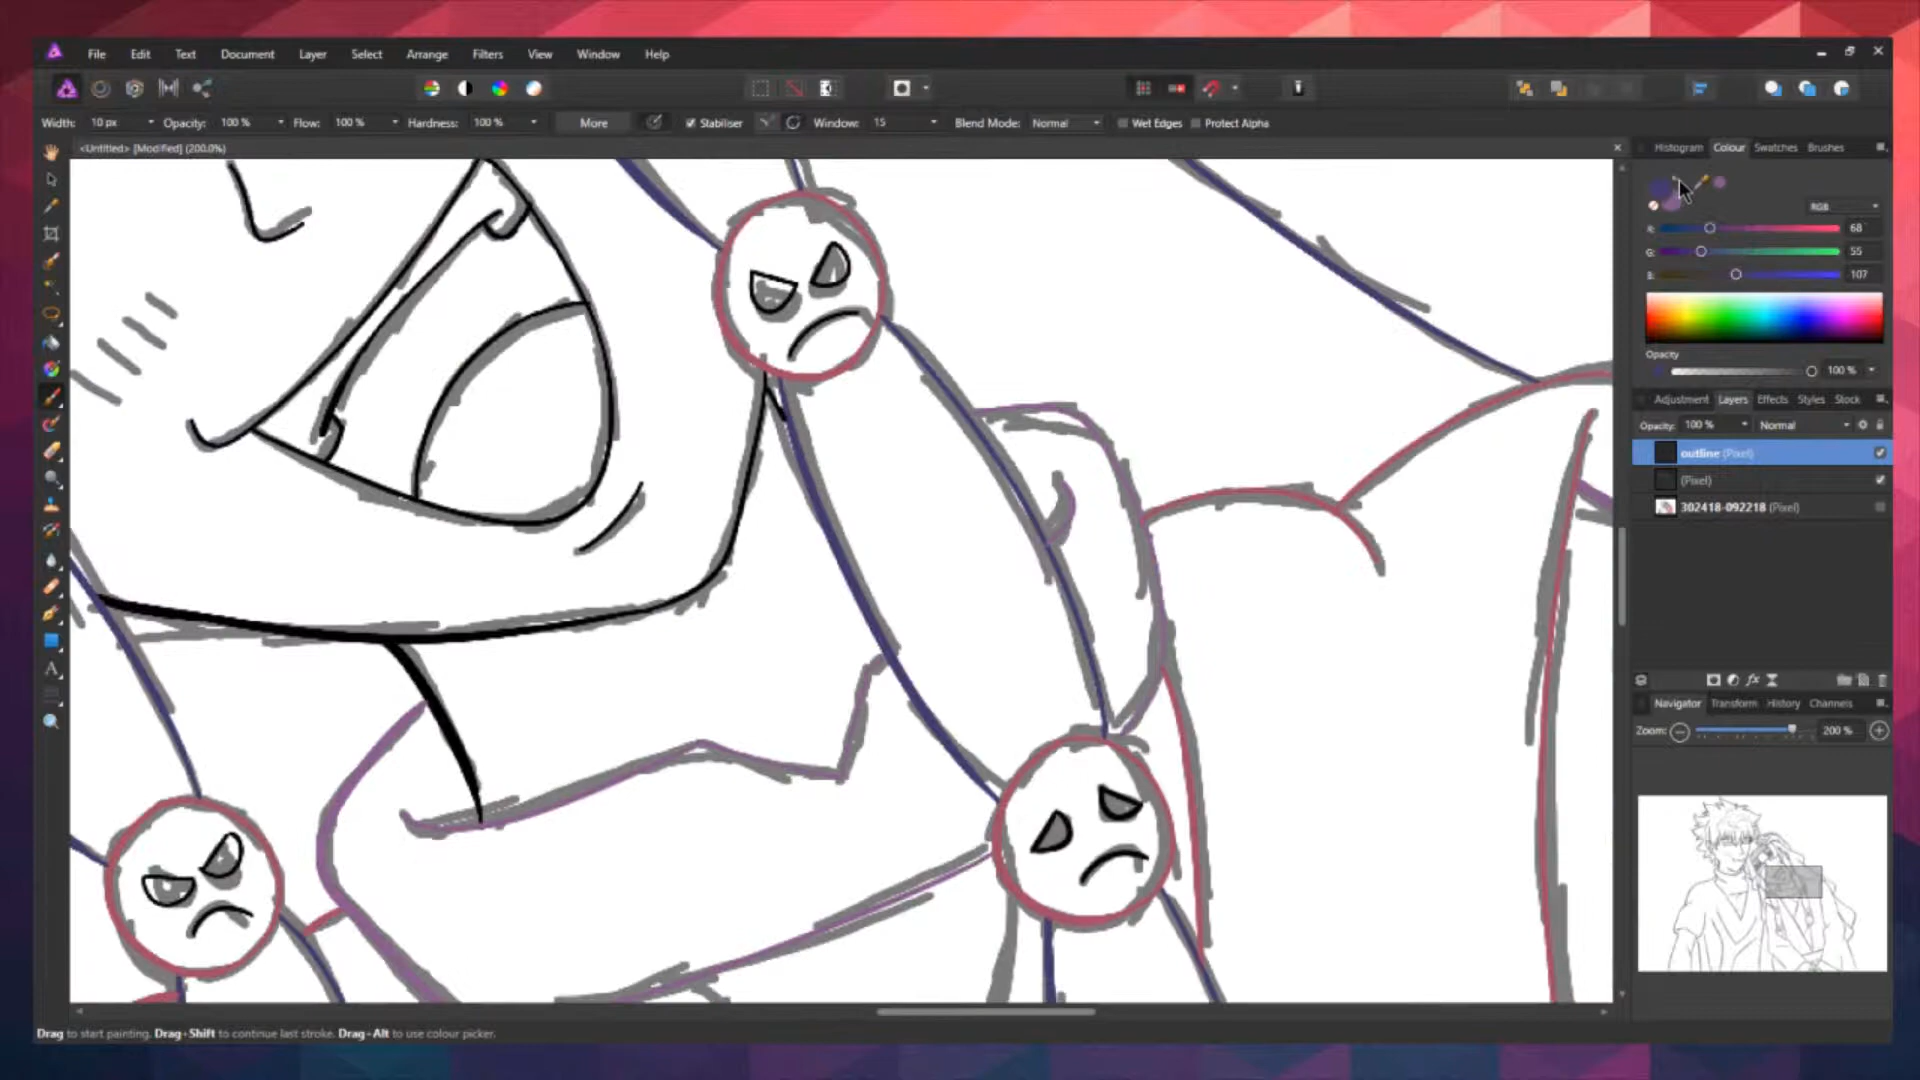 File Edit Text Document Layer Select Arrange Filters View Window Help
Width: 10 px Opacity: 100 % Flow: 100 % Hardness: 100 % More Stabiliser Window: 15 Blend Mode: Normal Wet Edges Protect Alpha
<Untitled> [Modified] (200.0%)
Histogram Colour Swatches Brushes
RGB
R: 68
G: 55
B: 107
Opacity
100 %
Adjustment Layers Effects Styles Stock
Opacity: 100 % Normal
outline (Pixel)
(Pixel)
302418-092218 (Pixel)
Navigator Transform History Channels
Zoom: 200 %
Drag to start painting. Drag+Shift to continue last stroke. Drag+Alt to use colour picker.